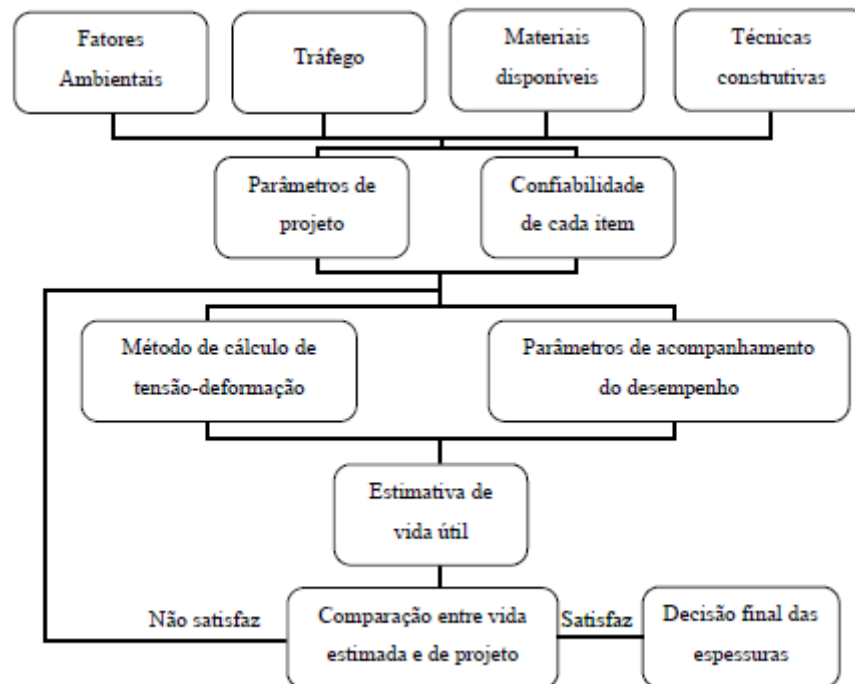 Fatores
Ambientais
Tráfego
Materiais
disponíveis
Técnicas
construtivas
Parâmetros de
projeto
Confiabilidade
de cada item
Método de cálculo de
tensão-deformação
Parâmetros de acompanhamento
do desempenho
Estimativa de
vida útil
Não satisfaz
Comparação entre vida
estimada e de projeto
Satisfaz
Decisão final das
espessuras